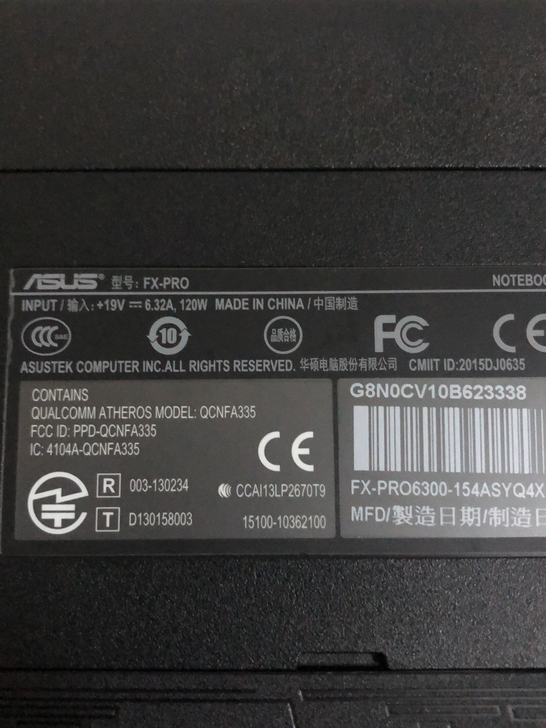 ASUS 型号: FX-PRO
NOTEBOO
INPUT / 输入: +19V ⎓ 6.32A, 120W MADE IN CHINA / 中国制造
CCC
10
品质合格
FC
CE
ASUSTEK COMPUTER INC.ALL RIGHTS RESERVED. 华硕电脑股份有限公司 CMIIT ID:2015DJ0635
CONTAINS
QUALCOMM ATHEROS MODEL: QCNFA335
FCC ID: PPD-QCNFA335
IC: 4104A-QCNFA335
CE
R 003-130234
CCAI13LP2670T9
T D130158003
15100-10362100
G8N0CV10B623338
FX-PRO6300-154ASYQ4X
MFD/製造日期/制造日